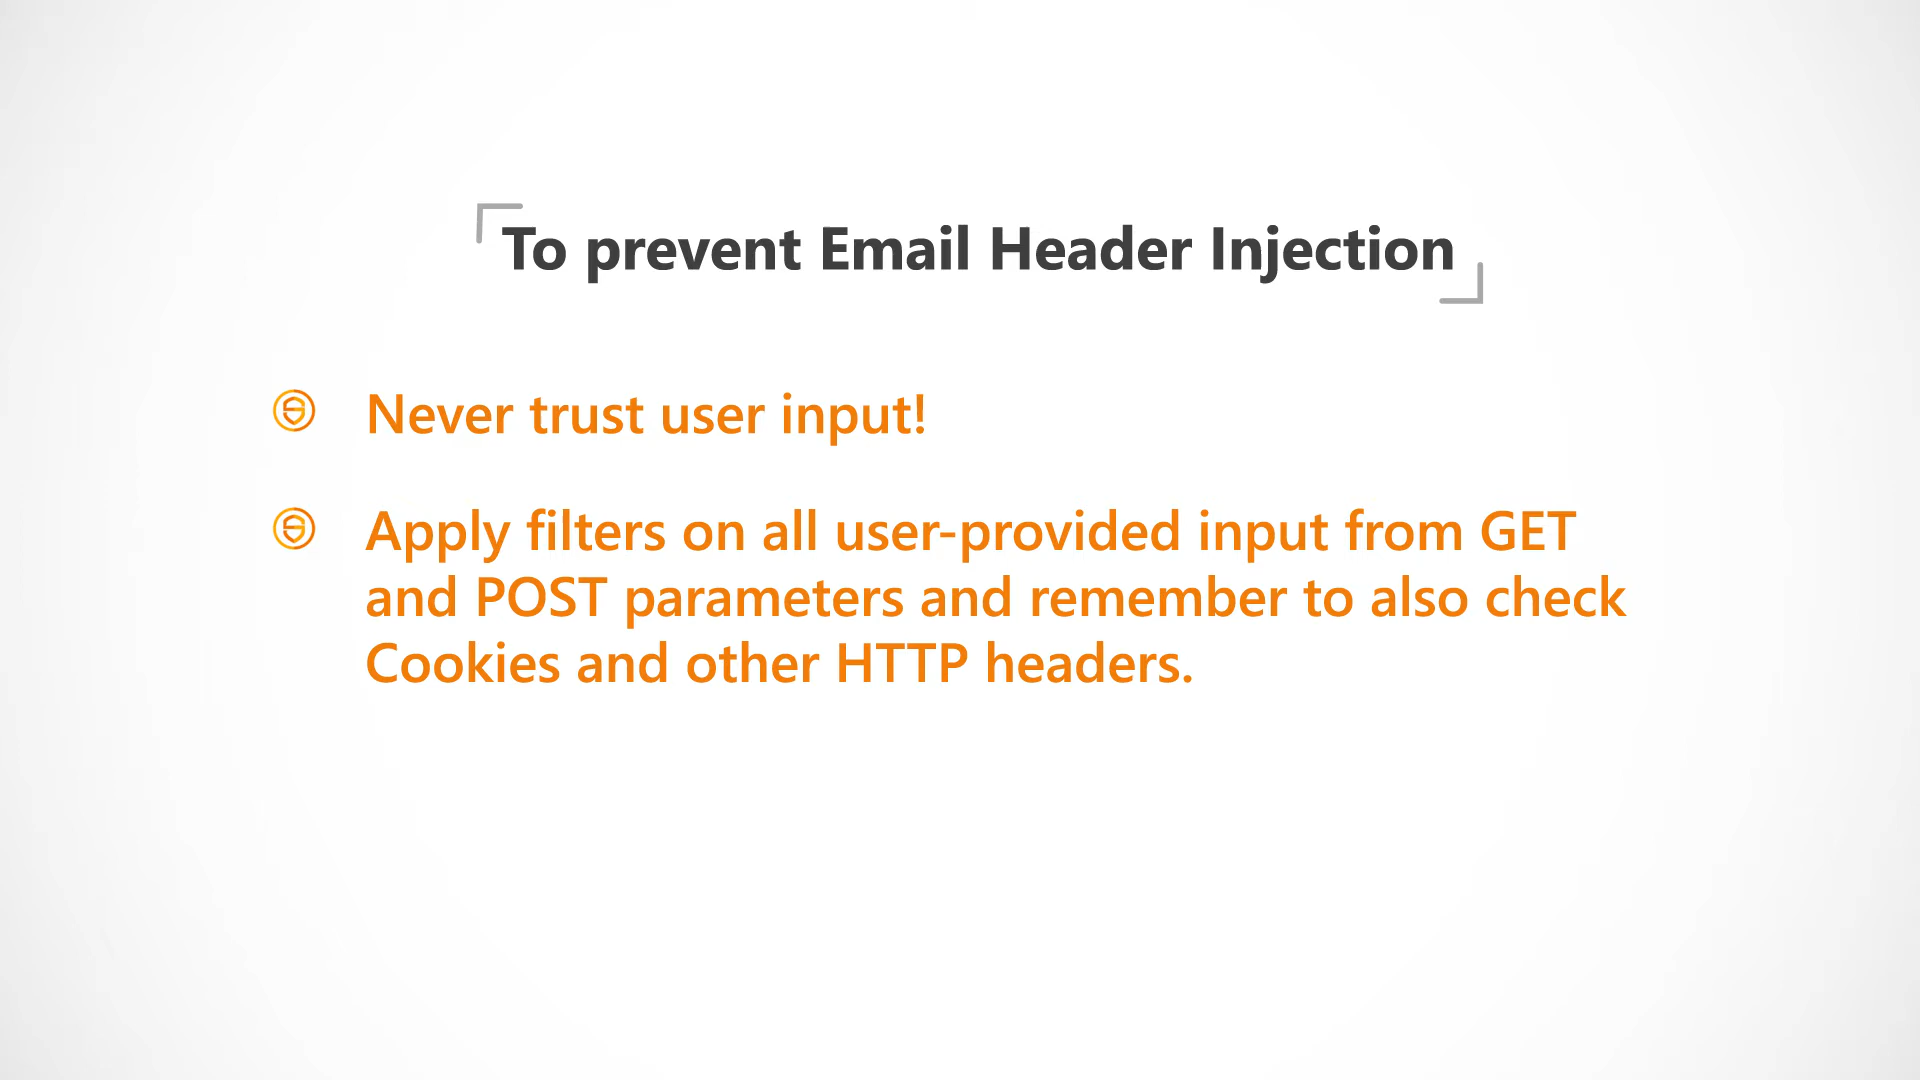 To prevent Email Header Injection
Never trust user input!
Apply filters on all user-provided input from GET
and POST parameters and remember to also check
Cookies and other HTTP headers.